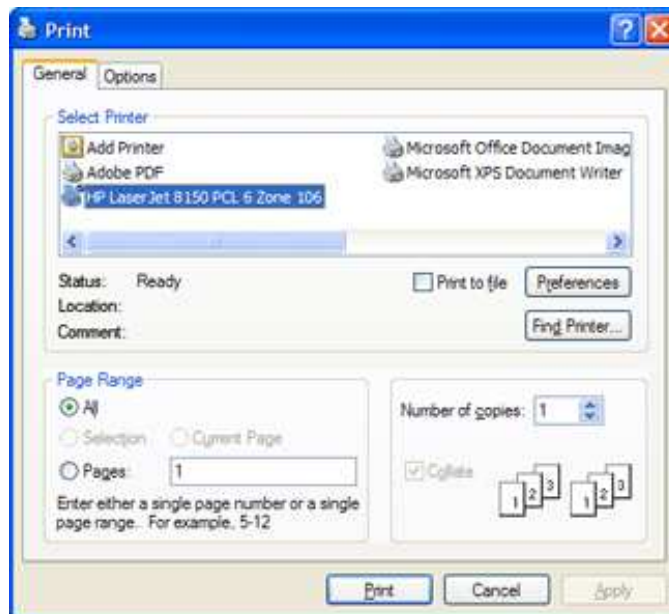 Print
General
Options
Select Printer
Add Printer
Microsoft Office Document Imag
Adobe PDF
Microsoft XPS Document Writer
HP LaserJet 8150 PCL 6 Zone 106
Status: Ready
Print to file
Preferences
Location:
Comment:
Find Printer...
Page Range
All
Number of copies: 1
Selection
Current Page
Collate
Pages: 1
1 2 3 1 2 3
Enter either a single page number or a single
page range. For example, 5-12
Print
Cancel
Apply